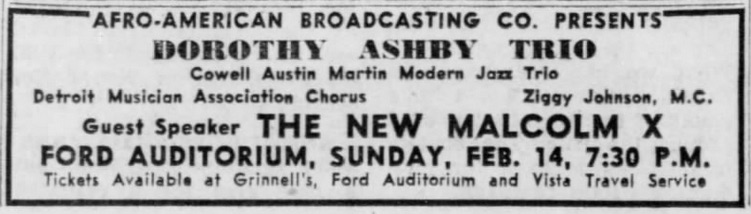 AFRO-AMERICAN BROADCASTING CO. PRESENTS
DOROTHY ASHBY TRIO
Cowell Austin Martin Modern Jazz Trio
Detroit Musician Association Chorus Ziggy Johnson, M.C.
Guest Speaker THE NEW MALCOLM X
FORD AUDITORIUM, SUNDAY, FEB. 14, 7:30 P.M.
Tickets Available at Grinnell's, Ford Auditorium and Vista Travel Service